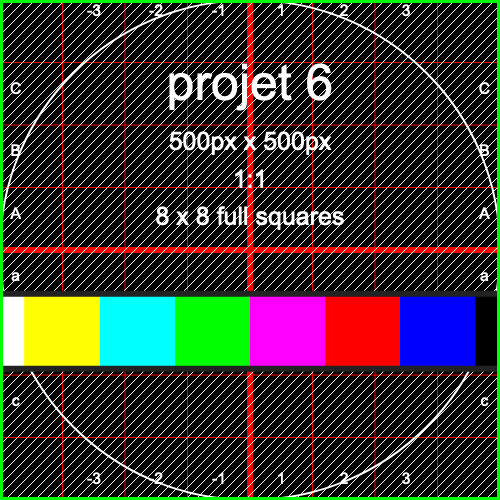 -3 -2 -1 1 2 3
projet 6
C C
500px x 500px
B B
1:1
A A
8 x 8 full squares
a a
c c
-3 -2 -1 1 2 3